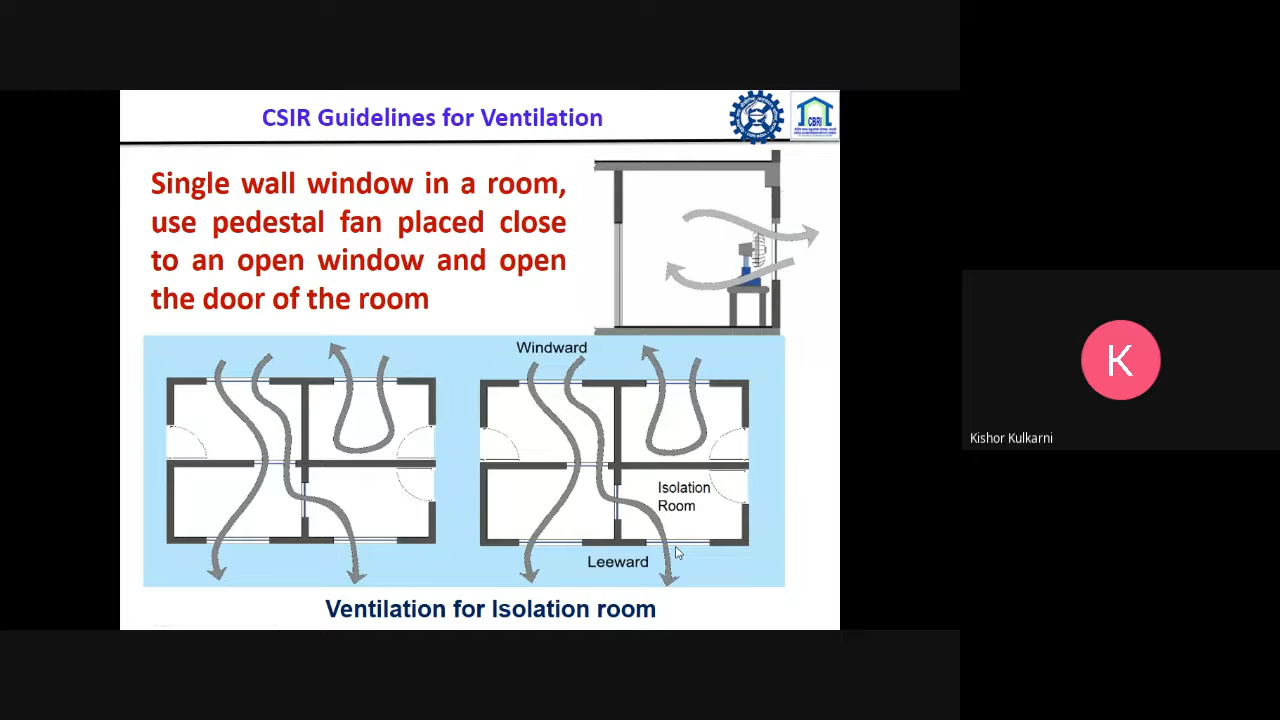 CSIR Guidelines for Ventilation
CBRI
Single wall window in a room,
use pedestal fan placed close
to an open window and open
the door of the room
Windward
Isolation
Room
Leeward
Ventilation for Isolation room
K
Kishor Kulkarni